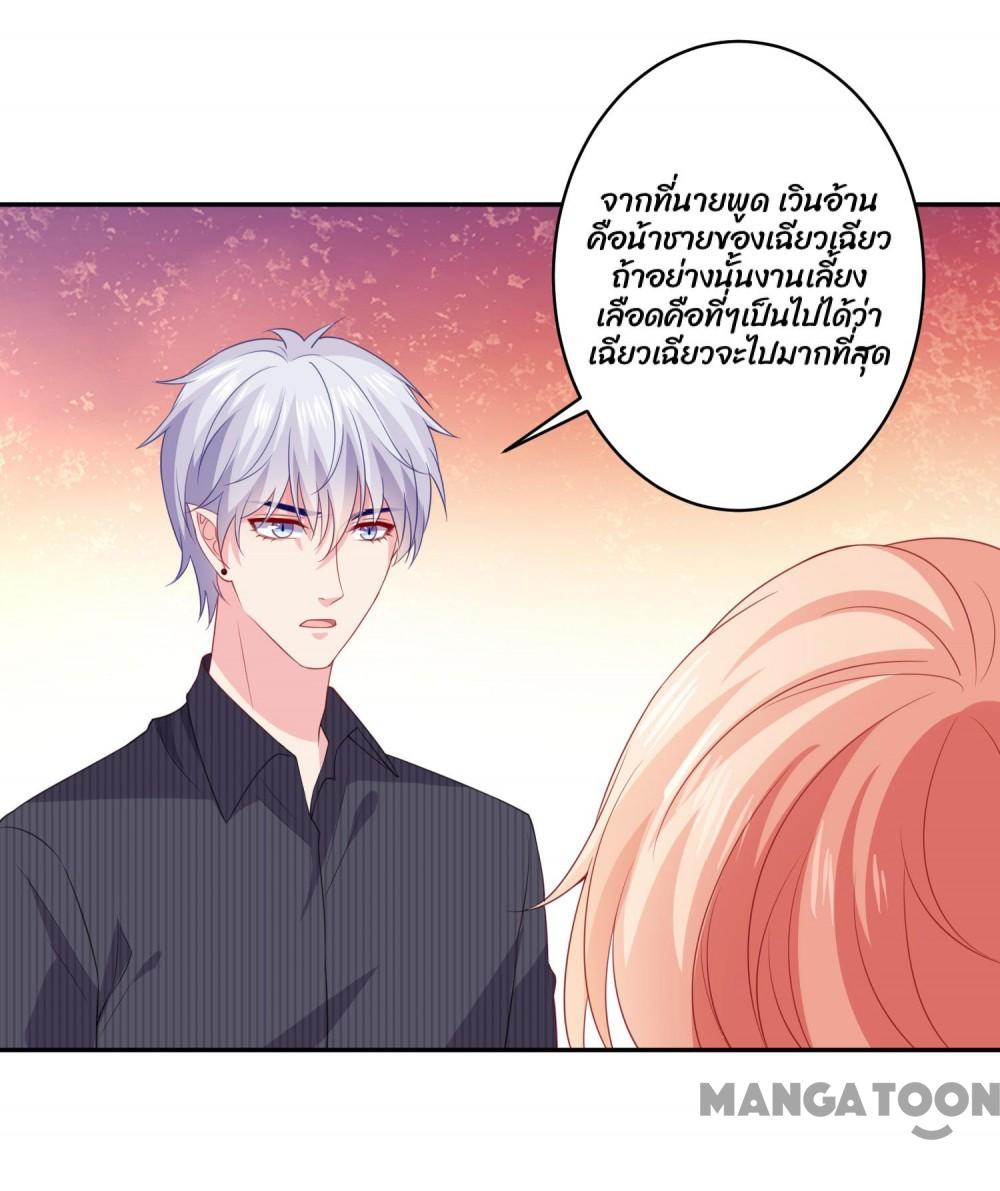 จากที่นายพูด เวินอ้าน
คือน้าชายของเฉียวเฉียว
ถ้าอย่างนั้นงานเลี้ยง
เลือดคือที่ๆเป็นไปได้ว่า
เฉียวเฉียวจะไปมากที่สุด
MANGATOON